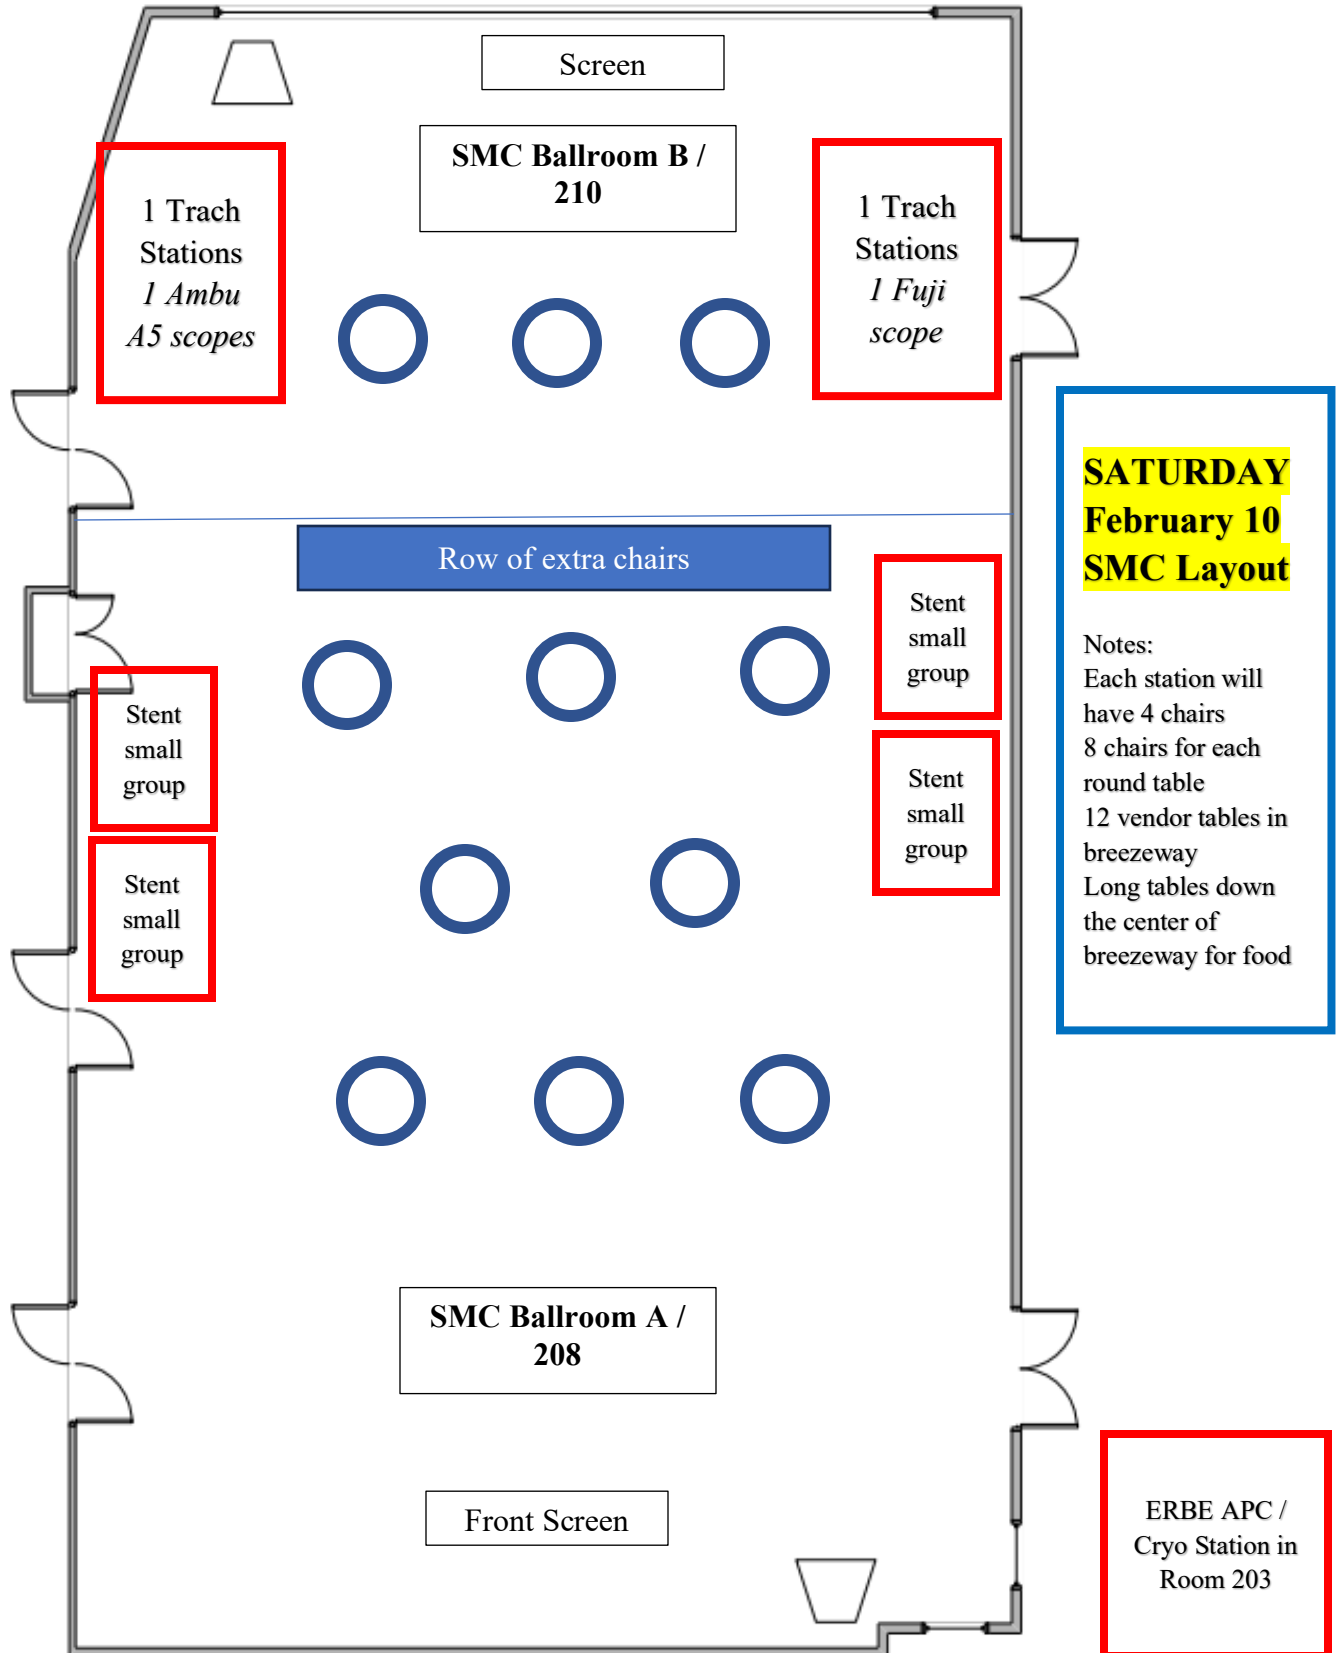 Screen
SMC Ballroom B /
210
1 Trach
Stations
1 Ambu
A5 scopes
1 Trach
Stations
1 Fuji
scope
SATURDAY
February 10
SMC Layout
Notes:
Each station will
have 4 chairs
8 chairs for each
round table
12 vendor tables in
breezeway
Long tables down
the center of
breezeway for food
Row of extra chairs
Stent
small
group
Stent
small
group
Stent
small
group
Stent
small
group
SMC Ballroom A /
208
Front Screen
ERBE APC /
Cryo Station in
Room 203